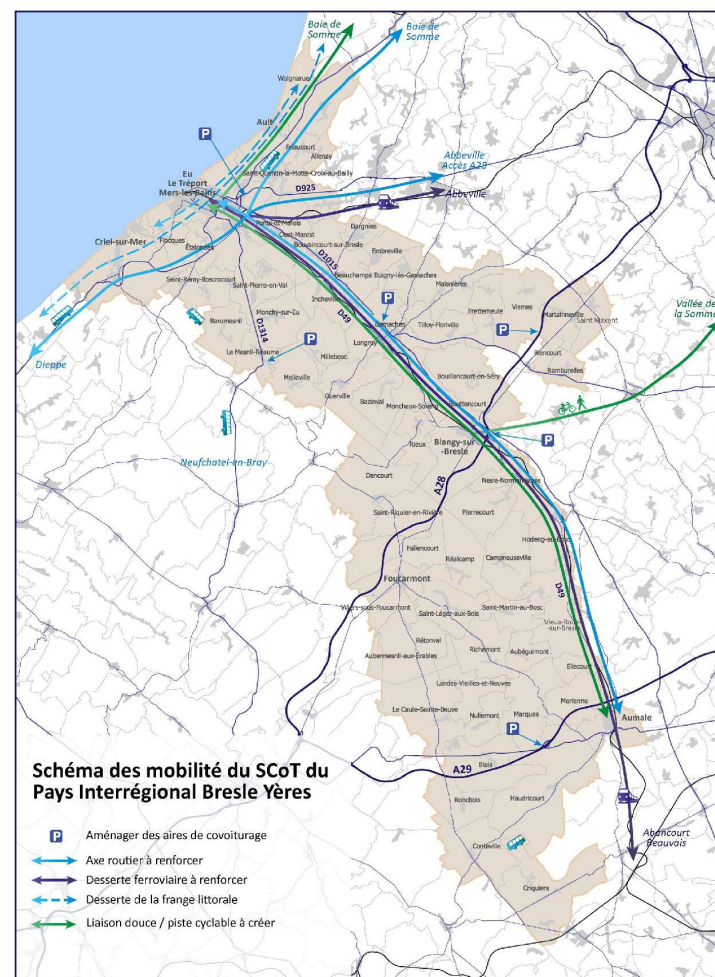 Baie de
Somme
Baie de
Somme
Woignarue
Ault
P
Friaucourt
Allenay
Saint-Quentin-la-Motte-Croix-au-Bailly
Abbeville
Accès A28
Eu
Le Tréport
Mers-les-Bains
D925
Abbeville
Ponts-et-Marais
Oust-Marest
Dargnies
Bouvaincourt-sur-Bresle
Embreville
Criel-sur-Mer
Flocques
Étalondes
D1015
Beauchamps
Buigny-lès-Gamaches
Maisnières
Saint-Rémy-Boscrocourt
Saint-Pierre-en-Val
Incheville
P
Frettemeule
Vismes
Martainneville
Saint Maxent
Vallée de
la Somme
Baromesnil
Monchy-sur-Eu
D49
Gamaches
Tilloy-Floriville
P
D1314
P
Longroy
Le Mesnil-Réaume
Millebosc
Biencourt
Ramburelles
Dieppe
Melleville
Bouillancourt-en-Séry
Guerville
Bazinval
Monchaux-Soreng
Bouttencourt
Rieux
Blangy-sur
-Bresle
P
Neufchatel-en-Bray
Dancourt
A28
Nesle-Normandeuse
Saint-Riquier-en-Rivière
Pierrecourt
Hodeng-au-Bosc
Fallencourt
Réalcamp
Campneuseville
Foucarmont
D49
Villers-sous-Foucarmont
Saint-Léger-aux-Bois
Saint-Martin-au-Bosc
Vieux-Rouen
-sur-Bresle
Rétonval
Richemont
Aubéguimont
Aubermesnil-aux-Érables
Ellecourt
Landes-Vieilles-et-Neuves
Morienne
Le Caule-Sainte-Beuve
Nullemont
Marques
Aumale
P
A29
Illois
Ronchois
Haudricourt
Abancourt
Beauvais
Conteville
Criquiers
Schéma des mobilité du SCoT du
Pays Interrégional Bresle Yères
P Aménager des aires de covoiturage
Axe routier à renforcer
Desserte ferroviaire à renforcer
Desserte de la frange littorale
Liaison douce / piste cyclable à créer